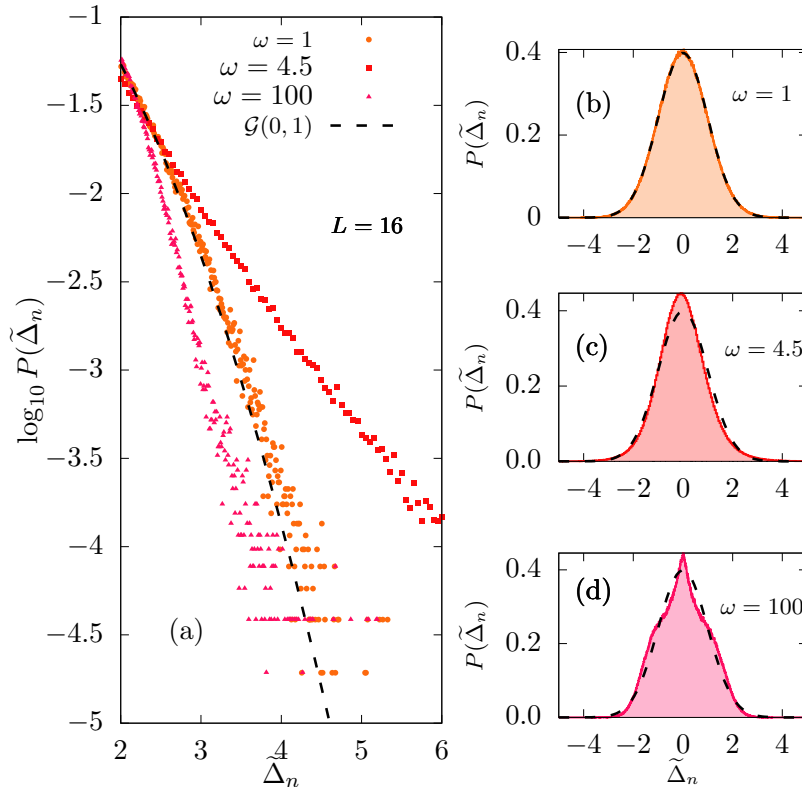 −1
−1.5
−2
−2.5
−3
−3.5
−4
−4.5
−5
2
3
4
5
6
log₁₀ P(Δ̃ₙ)
Δ̃ₙ
ω = 1
ω = 4.5
ω = 100
𝒢(0, 1)
L = 16
(a)
0.4
0.2
0
−4
−2
0
2
4
P(Δ̃ₙ)
(b)
ω = 1
0.4
0.2
0.0
−4
−2
0
2
4
P(Δ̃ₙ)
(c)
ω = 4.5
0.4
0.2
0.0
−4
−2
0
2
4
P(Δ̃ₙ)
Δ̃ₙ
(d)
ω = 100